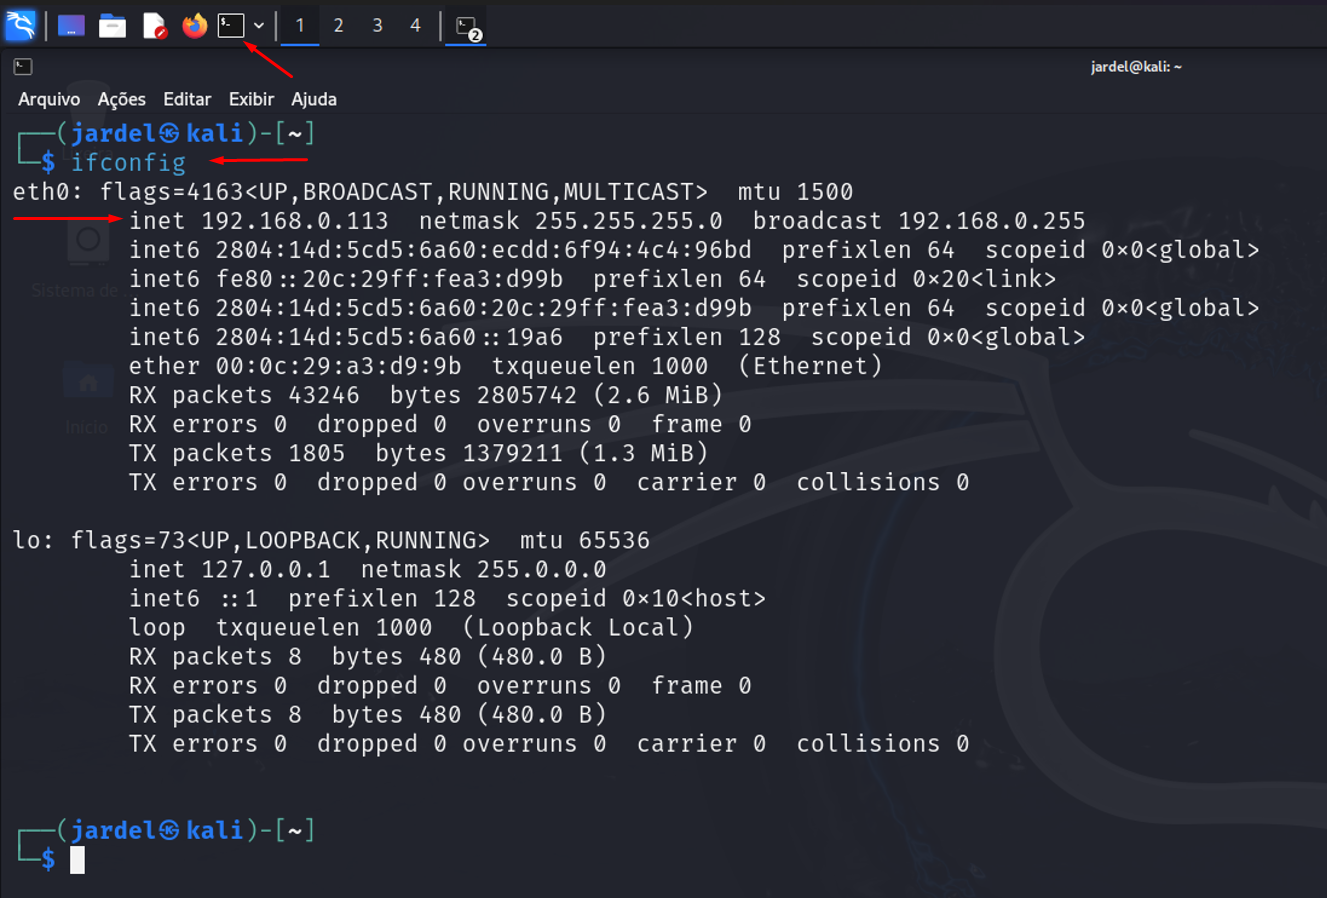 1 2 3 4 2
jardel@kali: ~
Arquivo Ações Editar Exibir Ajuda
┌──(jardel㉿kali)-[~]
└─$ ifconfig
eth0: flags=4163<UP,BROADCAST,RUNNING,MULTICAST>  mtu 1500
inet 192.168.0.113  netmask 255.255.255.0  broadcast 192.168.0.255
inet6 2804:14d:5cd5:6a60:ecdd:6f94:4c4:96bd  prefixlen 64  scopeid 0x0<global>
inet6 fe80::20c:29ff:fea3:d99b  prefixlen 64  scopeid 0x20<link>
Sistema de
inet6 2804:14d:5cd5:6a60:20c:29ff:fea3:d99b  prefixlen 64  scopeid 0x0<global>
inet6 2804:14d:5cd5:6a60::19a6  prefixlen 128  scopeid 0x0<global>
ether 00:0c:29:a3:d9:9b  txqueuelen 1000  (Ethernet)
RX packets 43246  bytes 2805742 (2.6 MiB)
RX errors 0  dropped 0  overruns 0  frame 0
Início
TX packets 1805  bytes 1379211 (1.3 MiB)
TX errors 0  dropped 0 overruns 0  carrier 0  collisions 0
lo: flags=73<UP,LOOPBACK,RUNNING>  mtu 65536
inet 127.0.0.1  netmask 255.0.0.0
inet6 ::1  prefixlen 128  scopeid 0x10<host>
loop  txqueuelen 1000  (Loopback Local)
RX packets 8  bytes 480 (480.0 B)
RX errors 0  dropped 0  overruns 0  frame 0
TX packets 8  bytes 480 (480.0 B)
TX errors 0  dropped 0 overruns 0  carrier 0  collisions 0
┌──(jardel㉿kali)-[~]
└─$